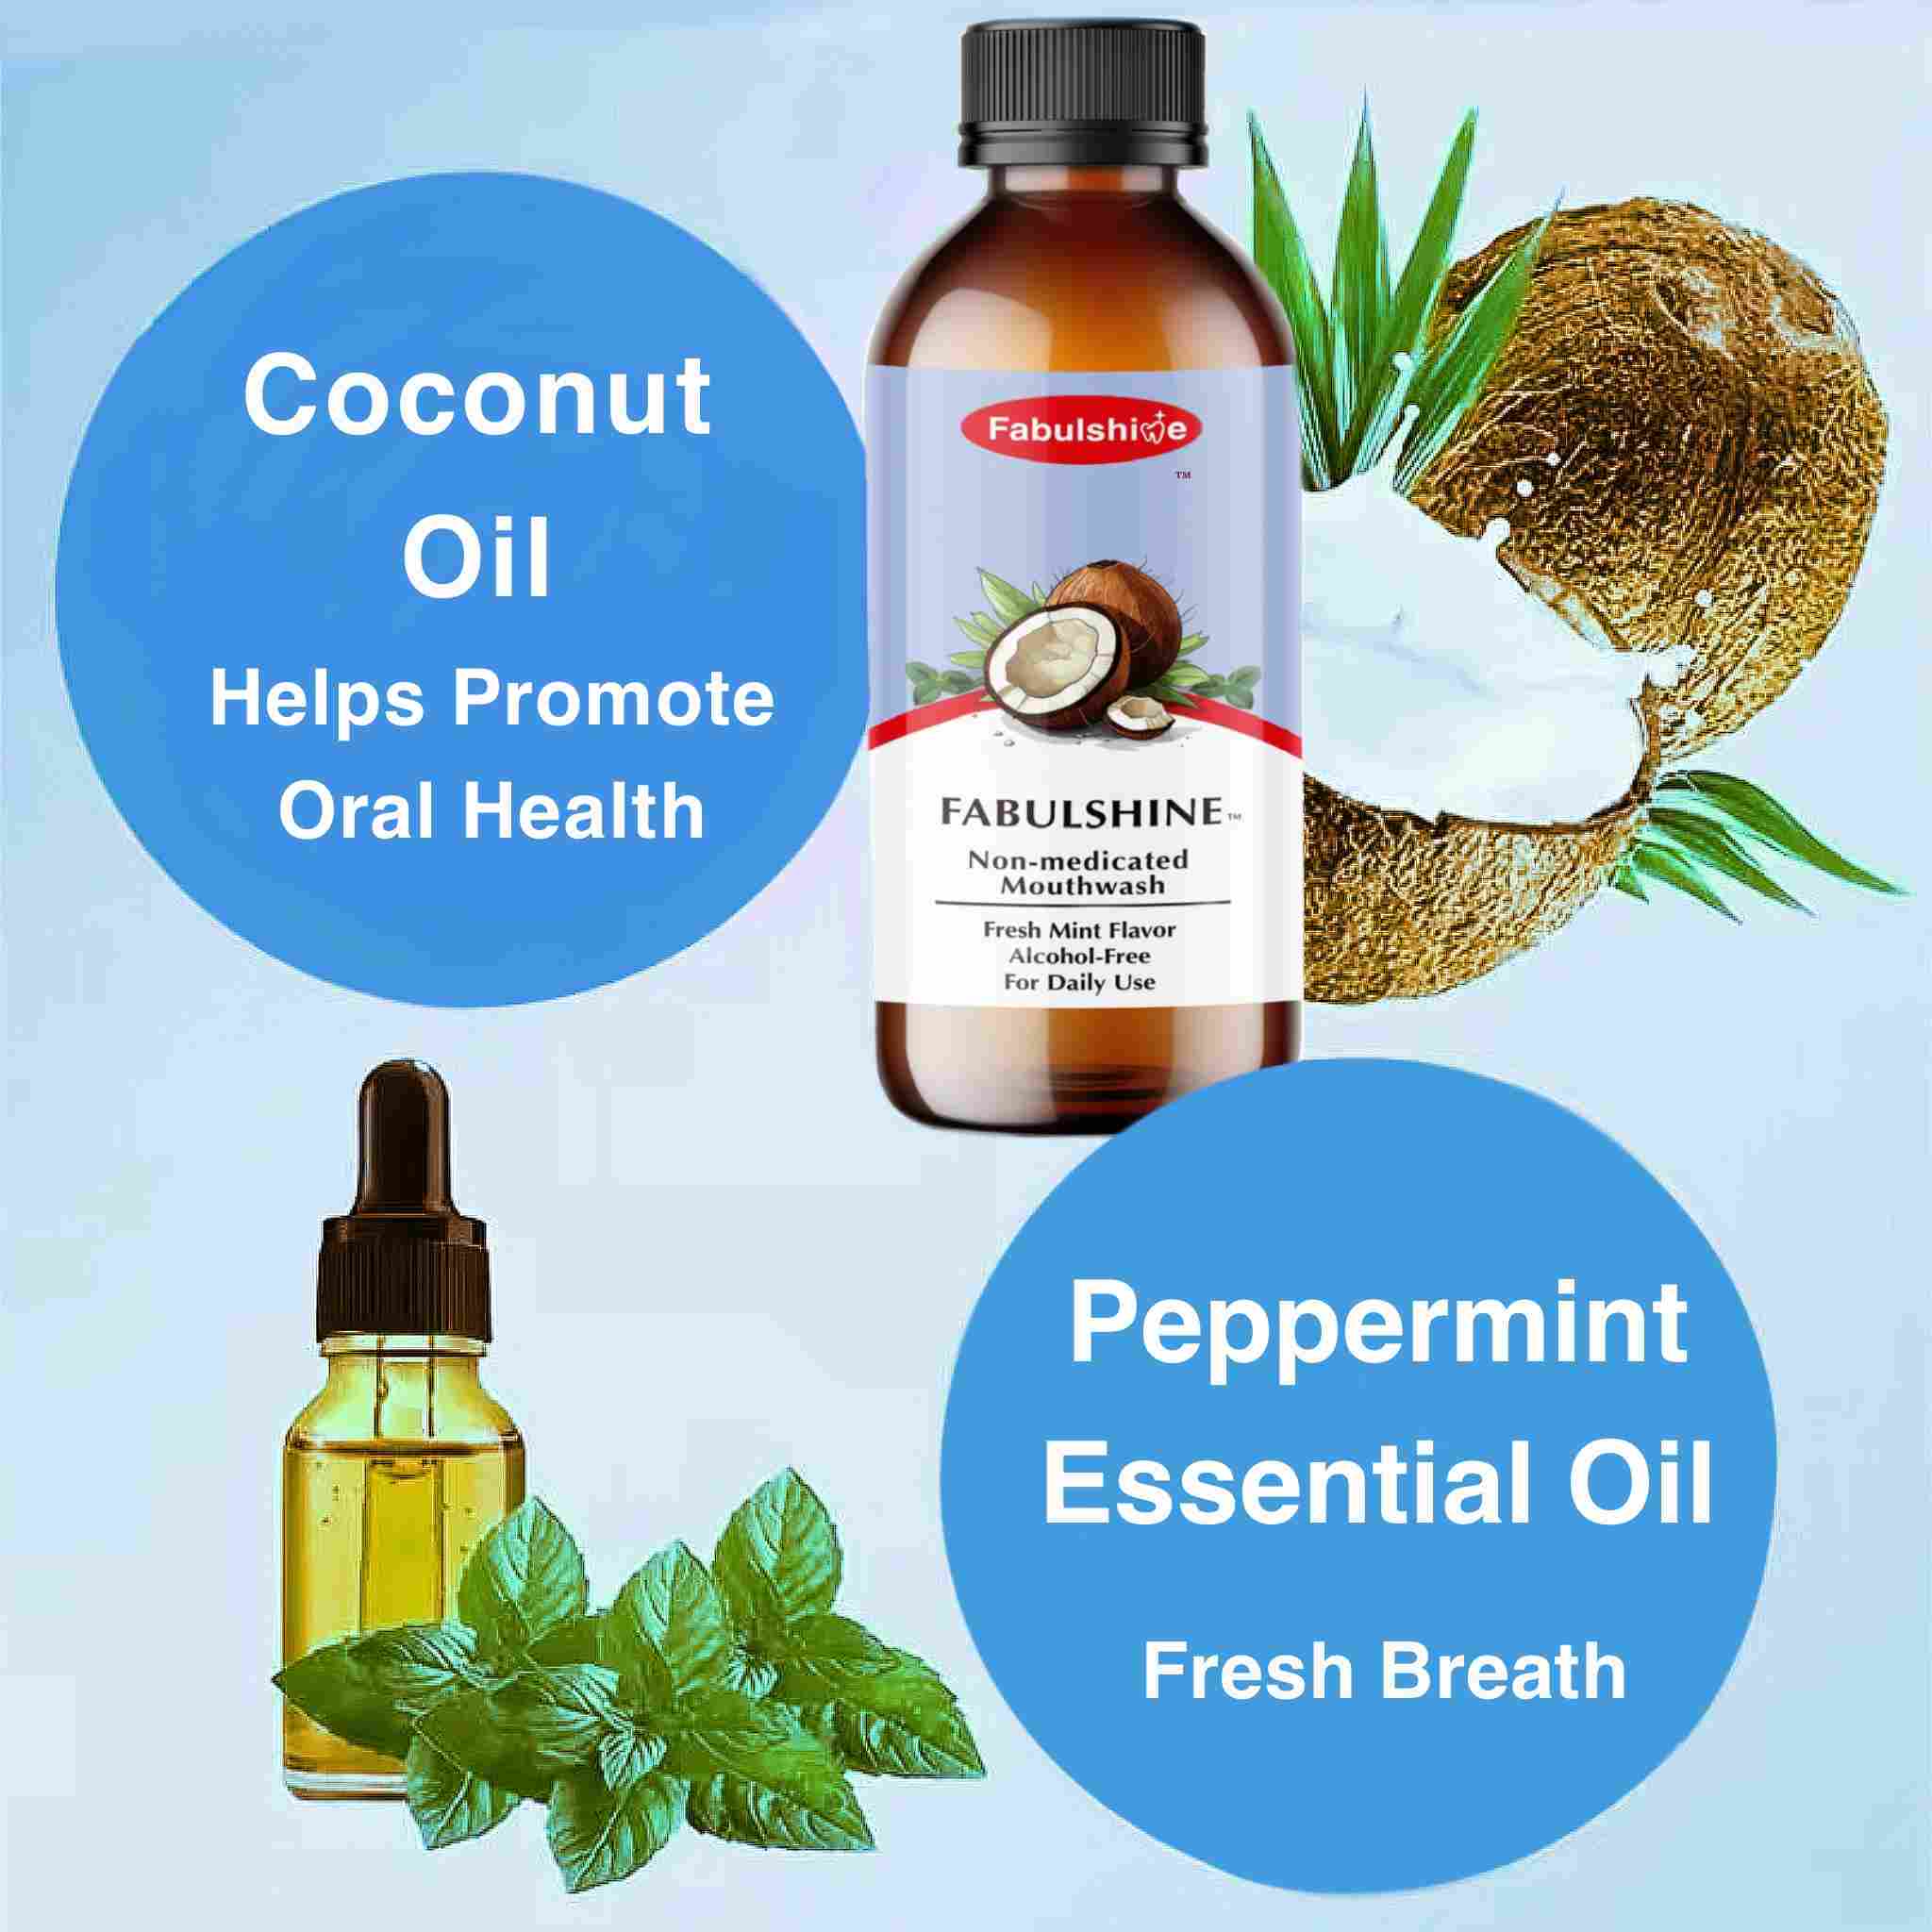 Coconut
Oil
Helps Promote
Oral Health
Fabulshine
TM
FABULSHINE™
Non-medicated
Mouthwash
Fresh Mint Flavor
Alcohol-Free
For Daily Use
Peppermint
Essential Oil
Fresh Breath